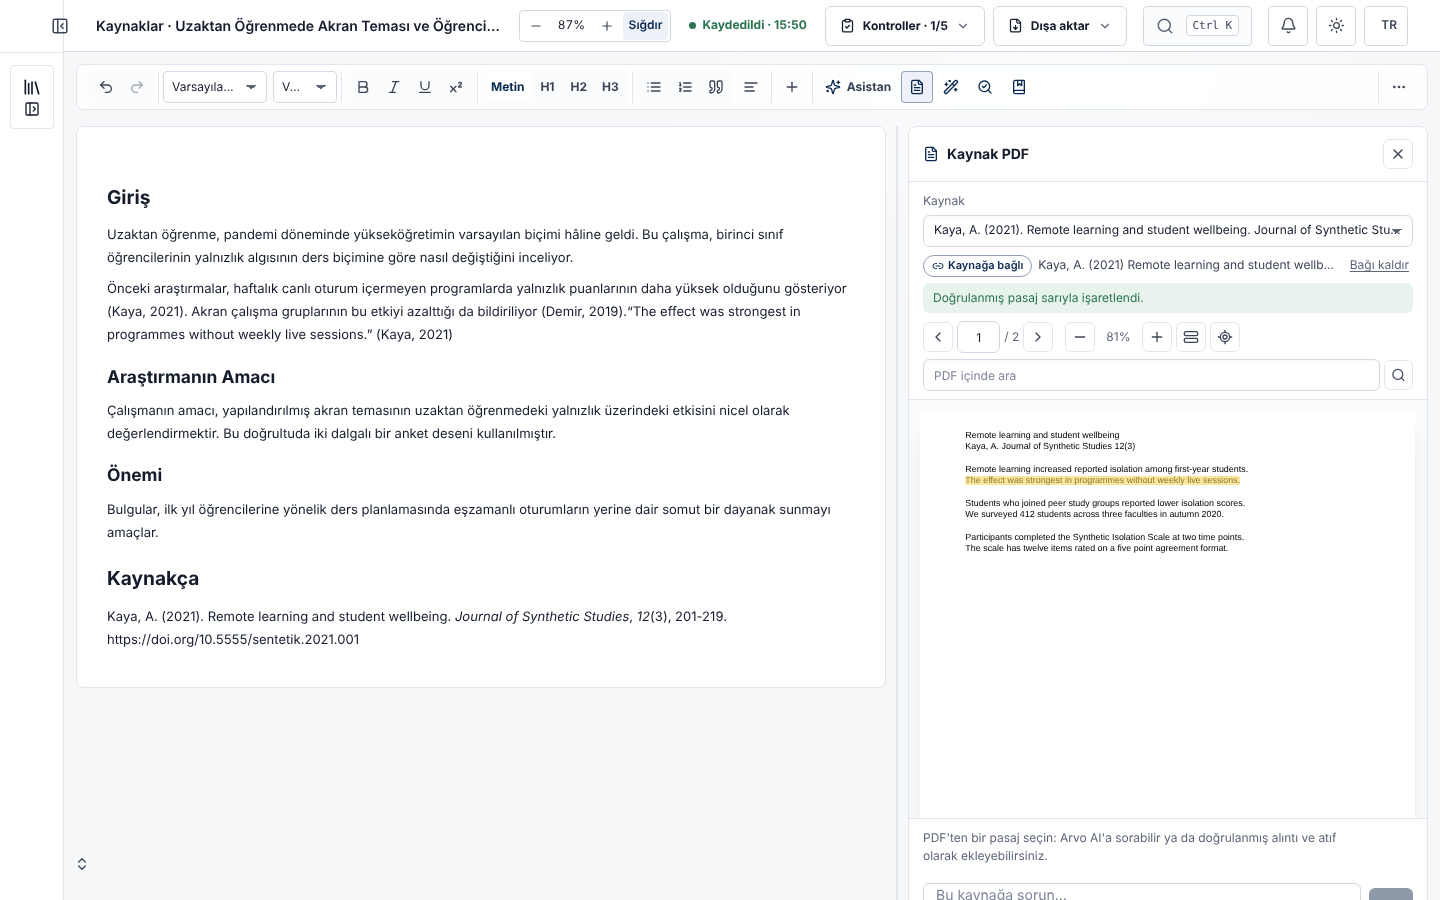 Kaynaklar · Uzaktan Öğrenmede Akran Teması ve Öğrenci...
87%
Sığdır
Kaydedildi · 15:50
Kontroller · 1/5
Dışa aktar
Ctrl K
TR
Varsayıla...
V...
B I U x²
Metin H1 H2 H3
Asistan
Giriş
Uzaktan öğrenme, pandemi döneminde yükseköğretimin varsayılan biçimi hâline geldi. Bu çalışma, birinci sınıf
öğrencilerinin yalnızlık algısının ders biçimine göre nasıl değiştiğini inceliyor.
Önceki araştırmalar, haftalık canlı oturum içermeyen programlarda yalnızlık puanlarının daha yüksek olduğunu gösteriyor
(Kaya, 2021). Akran çalışma gruplarının bu etkiyi azalttığı da bildiriliyor (Demir, 2019).“The effect was strongest in
programmes without weekly live sessions.” (Kaya, 2021)
Araştırmanın Amacı
Çalışmanın amacı, yapılandırılmış akran temasının uzaktan öğrenmedeki yalnızlık üzerindeki etkisini nicel olarak
değerlendirmektir. Bu doğrultuda iki dalgalı bir anket deseni kullanılmıştır.
Önemi
Bulgular, ilk yıl öğrencilerine yönelik ders planlamasında eşzamanlı oturumların yerine dair somut bir dayanak sunmayı
amaçlar.
Kaynakça
Kaya, A. (2021). Remote learning and student wellbeing. Journal of Synthetic Studies, 12(3), 201-219.
https://doi.org/10.5555/sentetik.2021.001
Kaynak PDF
Kaynak
Kaya, A. (2021). Remote learning and student wellbeing. Journal of Synthetic Stu...
Kaynağa bağlı
Kaya, A. (2021) Remote learning and student wellb...
Bağı kaldır
Doğrulanmış pasaj sarıyla işaretlendi.
1 / 2
81%
PDF içinde ara
Remote learning and student wellbeing
Kaya, A. Journal of Synthetic Studies 12(3)
Remote learning increased reported isolation among first-year students.
The effect was strongest in programmes without weekly live sessions.
Students who joined peer study groups reported lower isolation scores.
We surveyed 412 students across three faculties in autumn 2020.
Participants completed the Synthetic Isolation Scale at two time points.
The scale has twelve items rated on a five point agreement format.
PDF'ten bir pasaj seçin: Arvo AI'a sorabilir ya da doğrulanmış alıntı ve atıf
olarak ekleyebilirsiniz.
Bu kaynağa sorun...